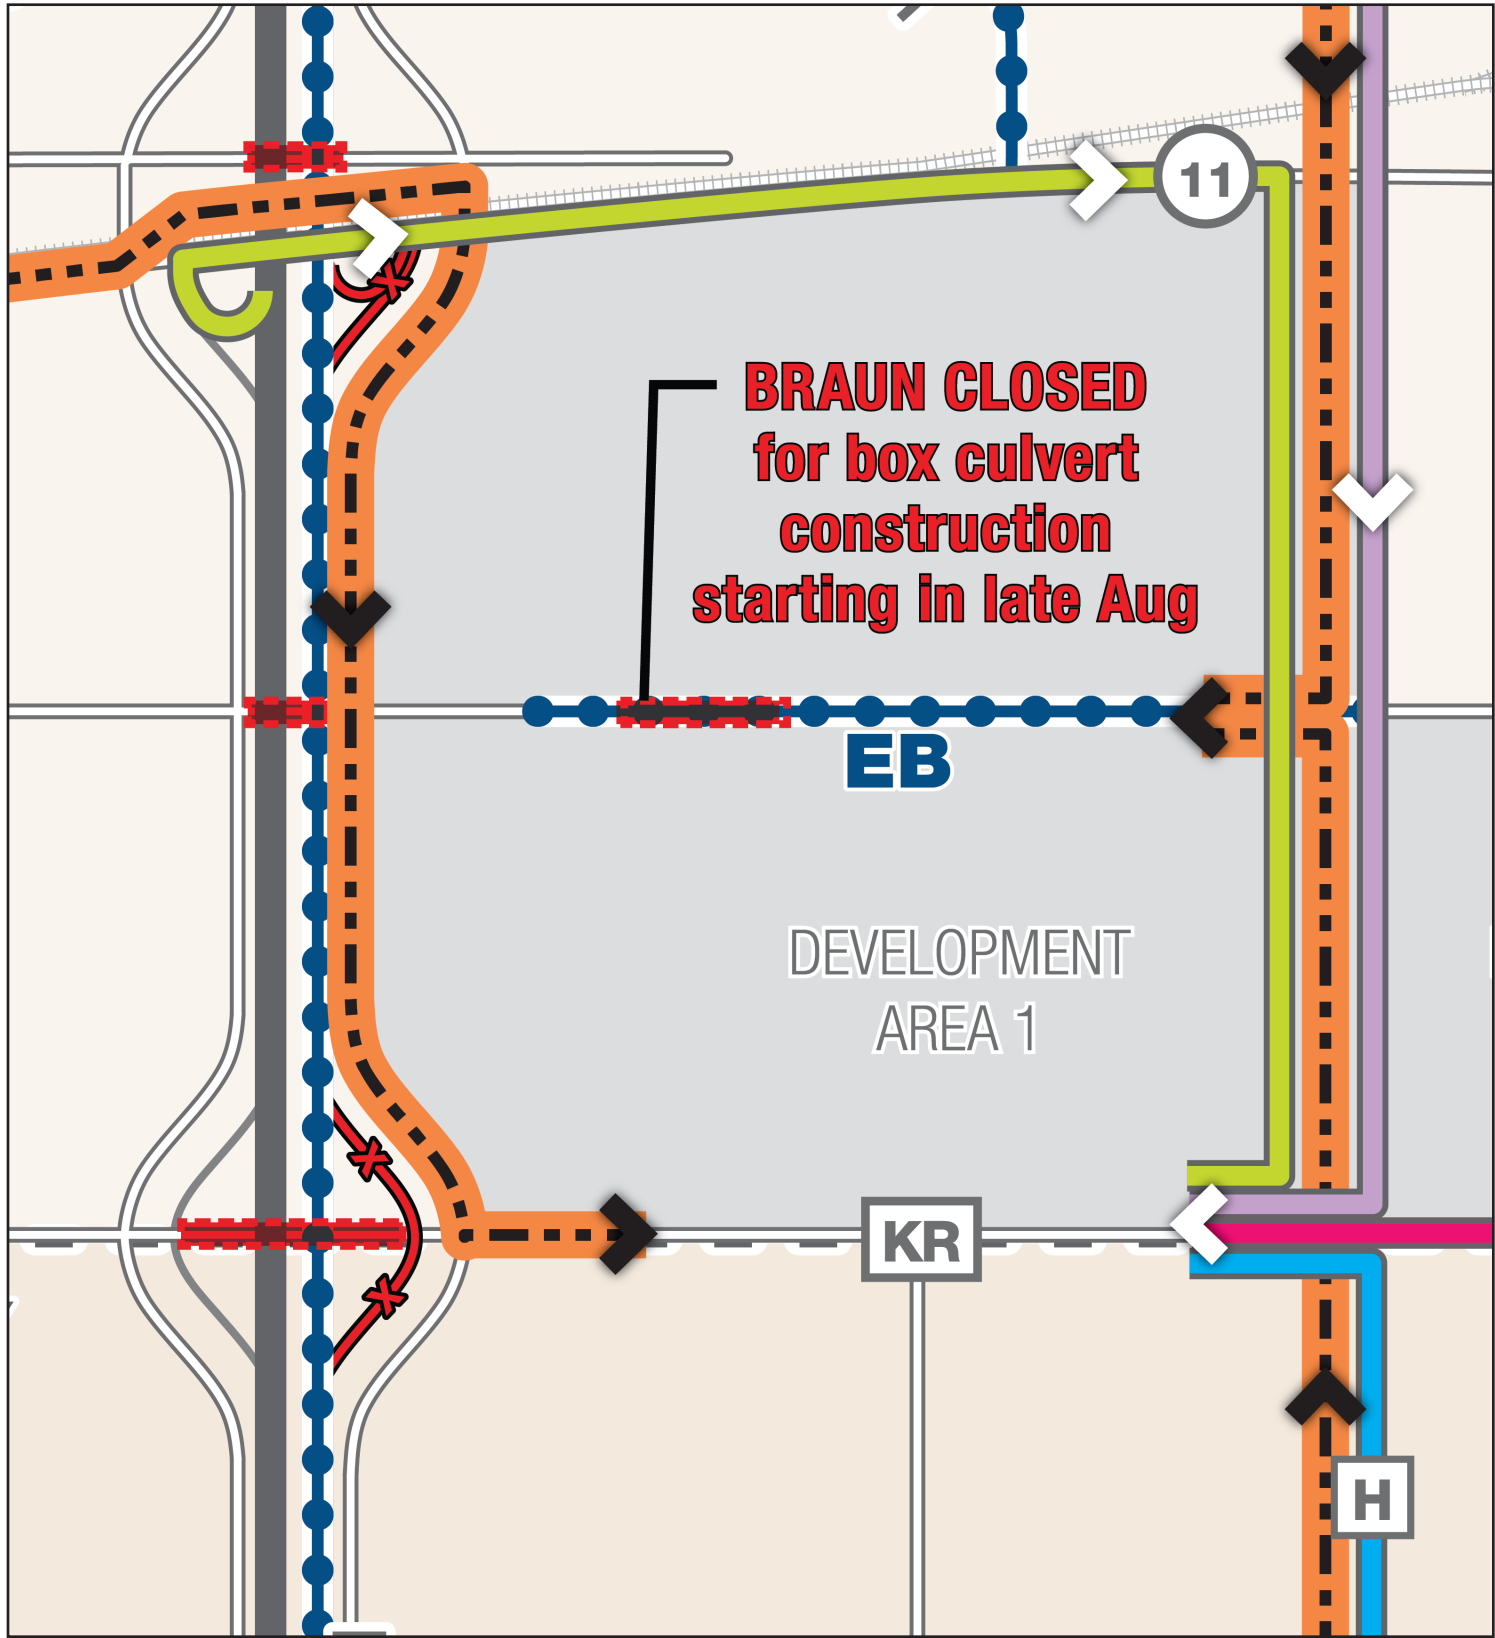 11
BRAUN CLOSED
for box culvert
construction
starting in late Aug
EB
DEVELOPMENT
AREA 1
KR
H